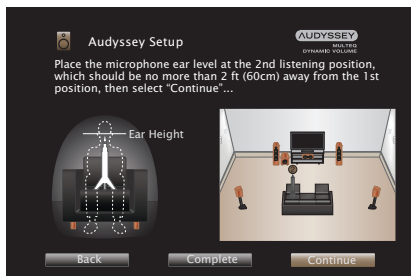 Audyssey Setup
AUDYSSEY
MULTEQ
DYNAMIC VOLUME
Place the microphone ear level at the 2nd listening position,
which should be no more than 2 ft (60cm) away from the 1st
position, then select “Continue”...
Ear Height
Back
Complete
Continue